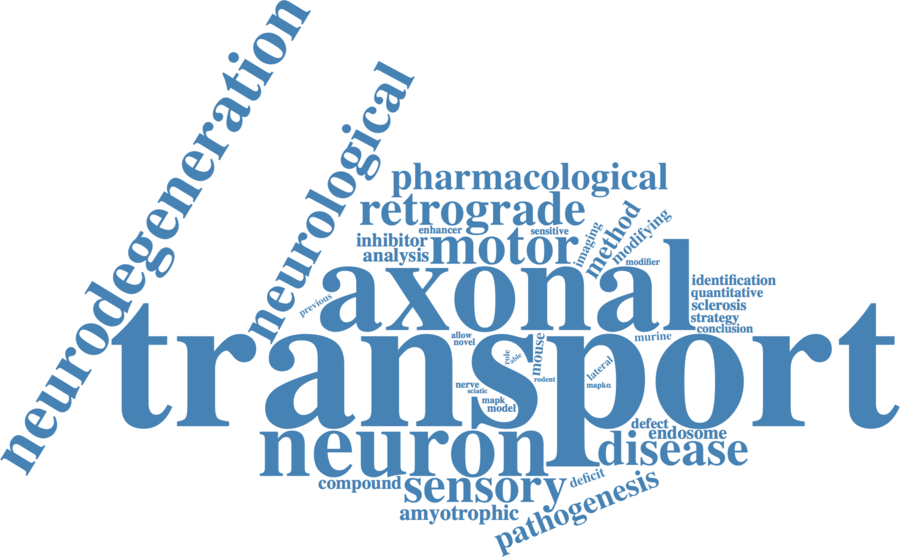 neurodegeneration
neurological
pharmacological
retrograde
enhancer
sensitive
imaging
method
modifying
inhibitor
motor
analysis
modifier
axonal
identification
quantitative
previous
sclerosis
strategy
conclusion
transport
allow
novel
mouse
murine
role
able
lateral
nerve
rodent
mapkα
sciatic
mapk
model
neuron
defect
endosome
disease
compound
sensory
deficit
amyotrophic
pathogenesis